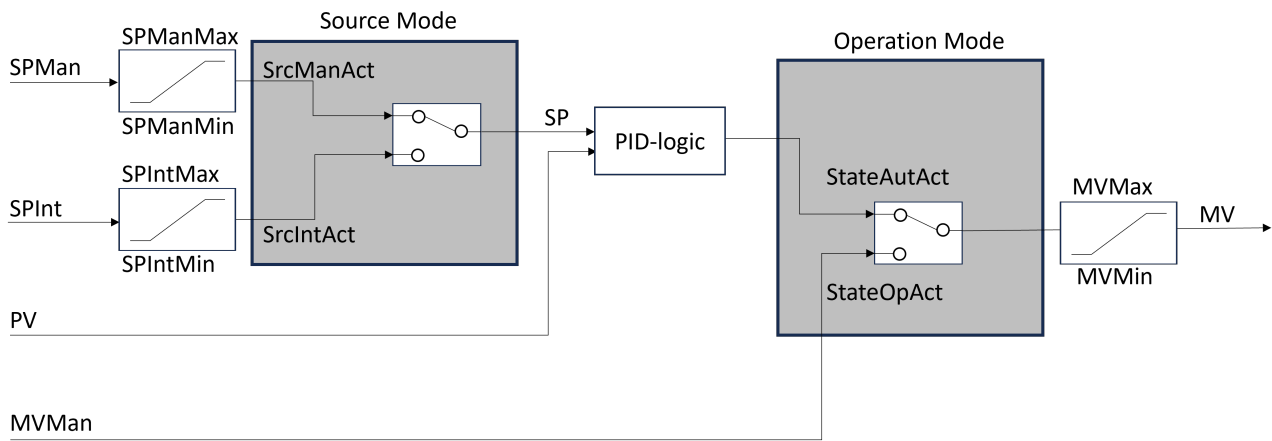 Source Mode
Operation Mode
SPManMax
SPMan
SrcManAct
SPManMin
SP
PID-logic
SPIntMax
StateAutAct
MVMax
SPInt
MV
SrcIntAct
SPIntMin
MVMin
StateOpAct
PV
MVMan